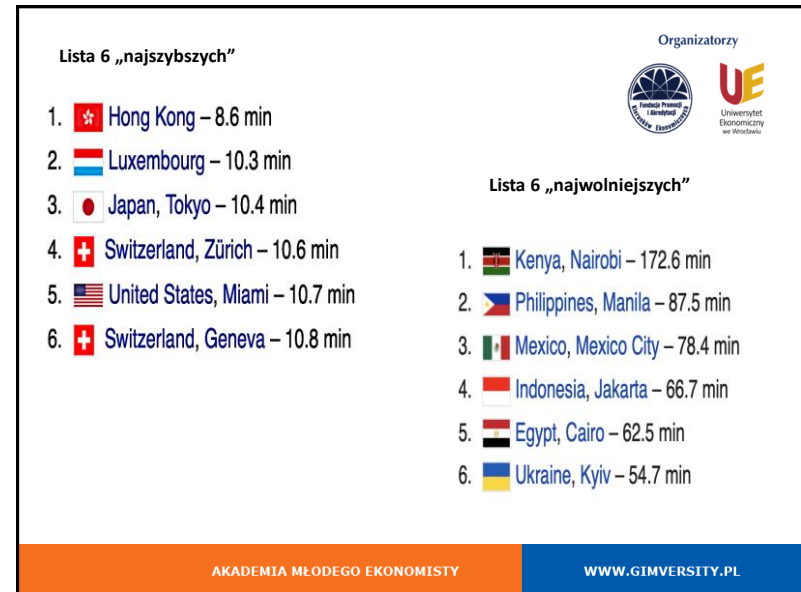 Lista 6 „najszybszych”
1. Hong Kong – 8.6 min
2. Luxembourg – 10.3 min
3. Japan, Tokyo – 10.4 min
4. Switzerland, Zürich – 10.6 min
5. United States, Miami – 10.7 min
6. Switzerland, Geneva – 10.8 min
Organizatorzy
Fundacja Promocji
i Akredytacji
Kierunków Ekonomicznych
UE
Uniwersytet
Ekonomiczny
we Wrocławiu
Lista 6 „najwolniejszych”
1. Kenya, Nairobi – 172.6 min
2. Philippines, Manila – 87.5 min
3. Mexico, Mexico City – 78.4 min
4. Indonesia, Jakarta – 66.7 min
5. Egypt, Cairo – 62.5 min
6. Ukraine, Kyiv – 54.7 min
AKADEMIA MŁODEGO EKONOMISTY
WWW.GIMVERSITY.PL